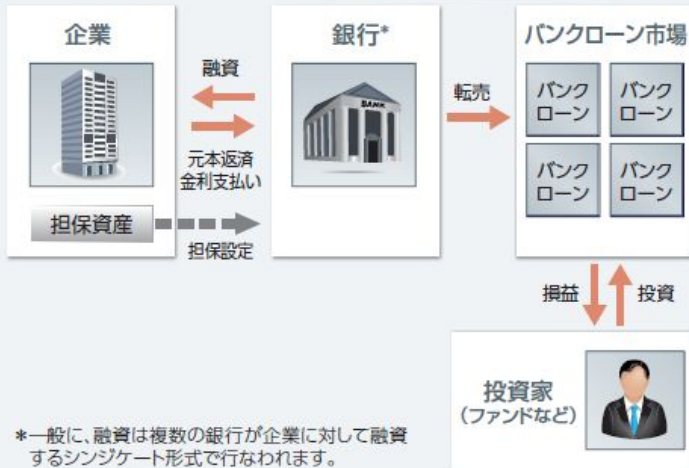 企業
銀行*
バンクローン市場
融資
元本返済
金利支払い
BANK
転売
バンク
ローン
バンク
ローン
バンク
ローン
バンク
ローン
担保資産
担保設定
損益
投資
投資家
(ファンドなど)
*一般に、融資は複数の銀行が企業に対して融資
するシンジケート形式で行なわれます。